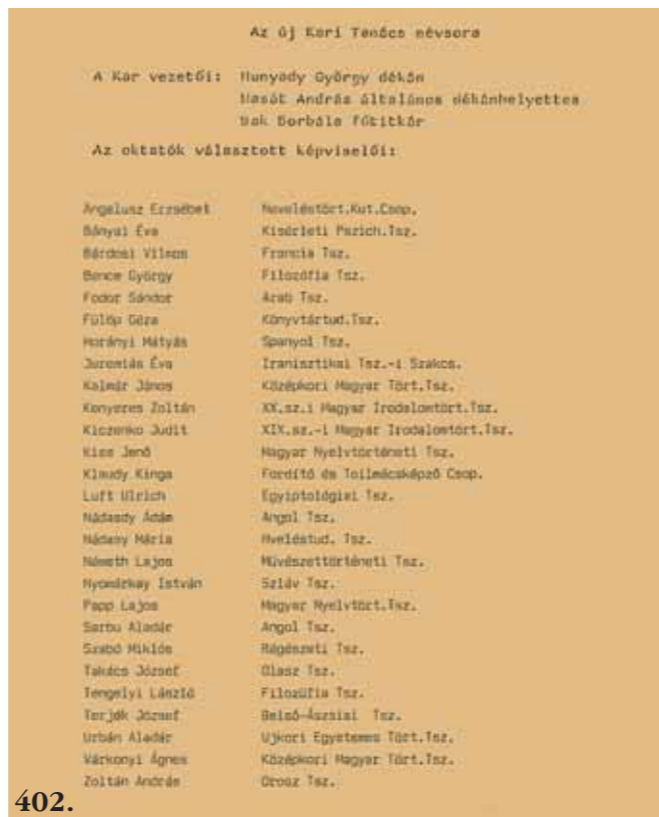 Az új Kari Tanács névsora
A Kar vezetői: Hunyady György dékán
Masát András általános dékánhelyettes
Bak Borbála főtitkár
Az oktatók választott képviselői:
Angelusz Erzsébet Neveléstört.Kut.Csop.
Bányai Éva Kisérleti Pszich.Tsz.
Bárdosi Vilmos Francia Tsz.
Bence György Filozófia Tsz.
Fodor Sándor Arab Tsz.
Fülöp Géza Könyvtártud.Tsz.
Horányi Mátyás Spanyol Tsz.
Jeremiás Éva Iranisztikai Tsz.-i Szakcs.
Kalmár János Középkori Magyar Tört.Tsz.
Kenyeres Zoltán XX.sz.i Magyar Irodalomtört.Tsz.
Kiczenko Judit XIX.sz.-i Magyar Irodalomtört.Tsz.
Kiss Jenő Magyar Nyelvtörténeti Tsz.
Klaudy Kinga Fordító és Tolmácsképző Csop.
Luft Ulrich Egyiptológiai Tsz.
Nádasdy Ádám Angol Tsz.
Nádasy Mária Nveléstud. Tsz.
Németh Lajos Művészettörténeti Tsz.
Nyomárkay István Szláv Tsz.
Papp Lajos Magyar Nyelvtört.Tsz.
Sarbu Aladár Angol Tsz.
Szabó Miklós Régészeti Tsz.
Takács József Olasz Tsz.
Tengelyi László Filozófia Tsz.
Terjék József Belső-Ázsiai Tsz.
Urbán Aladár Ujkori Egyetemes Tört.Tsz.
Várkonyi Ágnes Középkori Magyar Tört.Tsz.
Zoltán András Orosz Tsz.
402.